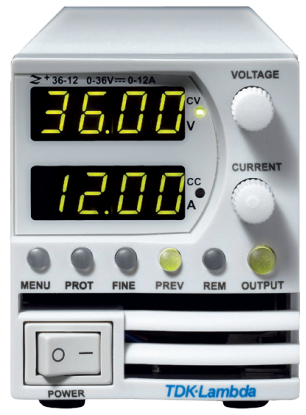 Z+ 36-12 0-36V⎓ 0-12A
VOLTAGE
36.00
CV
V
CURRENT
12.00
CC
A
MENU PROT FINE PREV REM OUTPUT
O —
POWER
TDK·Lambda